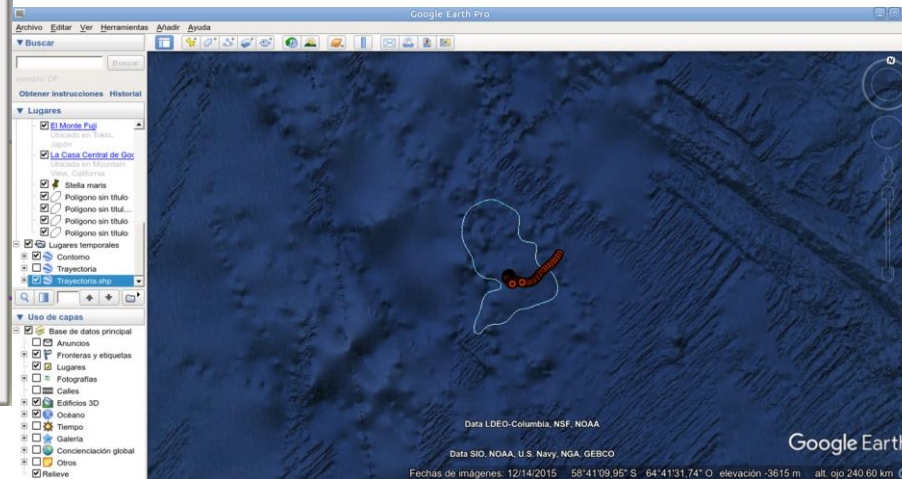 Google Earth Pro
Archivo Editar Ver Herramientas Añadir Ayuda
Buscar
Buscar
ejemplo: DF
Obtener instrucciones Historial
Lugares
El Monte Fuji
Ubicado en Tokio,
Japón
La Casa Central de Goo
Ubicada en Mountain
View, California
Stella maris
Polígono sin título
Polígono sin títul...
Polígono sin título
Polígono sin título
Lugares temporales
Contorno
Trayectoria
Trayectoria.shp
Uso de capas
Base de datos principal
Anuncios
Fronteras y etiquetas
Lugares
Fotografías
Calles
Edificios 3D
Océano
Tiempo
Galería
Concienciación global
Otros
Relieve
N
Data LDEO-Columbia, NSF, NOAA
Data SIO, NOAA, U.S. Navy, NGA, GEBCO
Google Earth
Fechas de imágenes: 12/14/2015 58°41'09,95" S 64°41'31,74" O elevación -3615 m alt. ojo 240.60 km